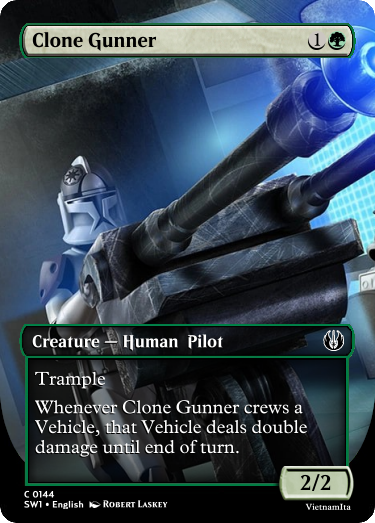 Clone Gunner 1
Creature — Human Pilot
Trample
Whenever Clone Gunner crews a
Vehicle, that Vehicle deals double
damage until end of turn.
2/2
C 0144
SW1 • English Robert Laskey
VietnamIta